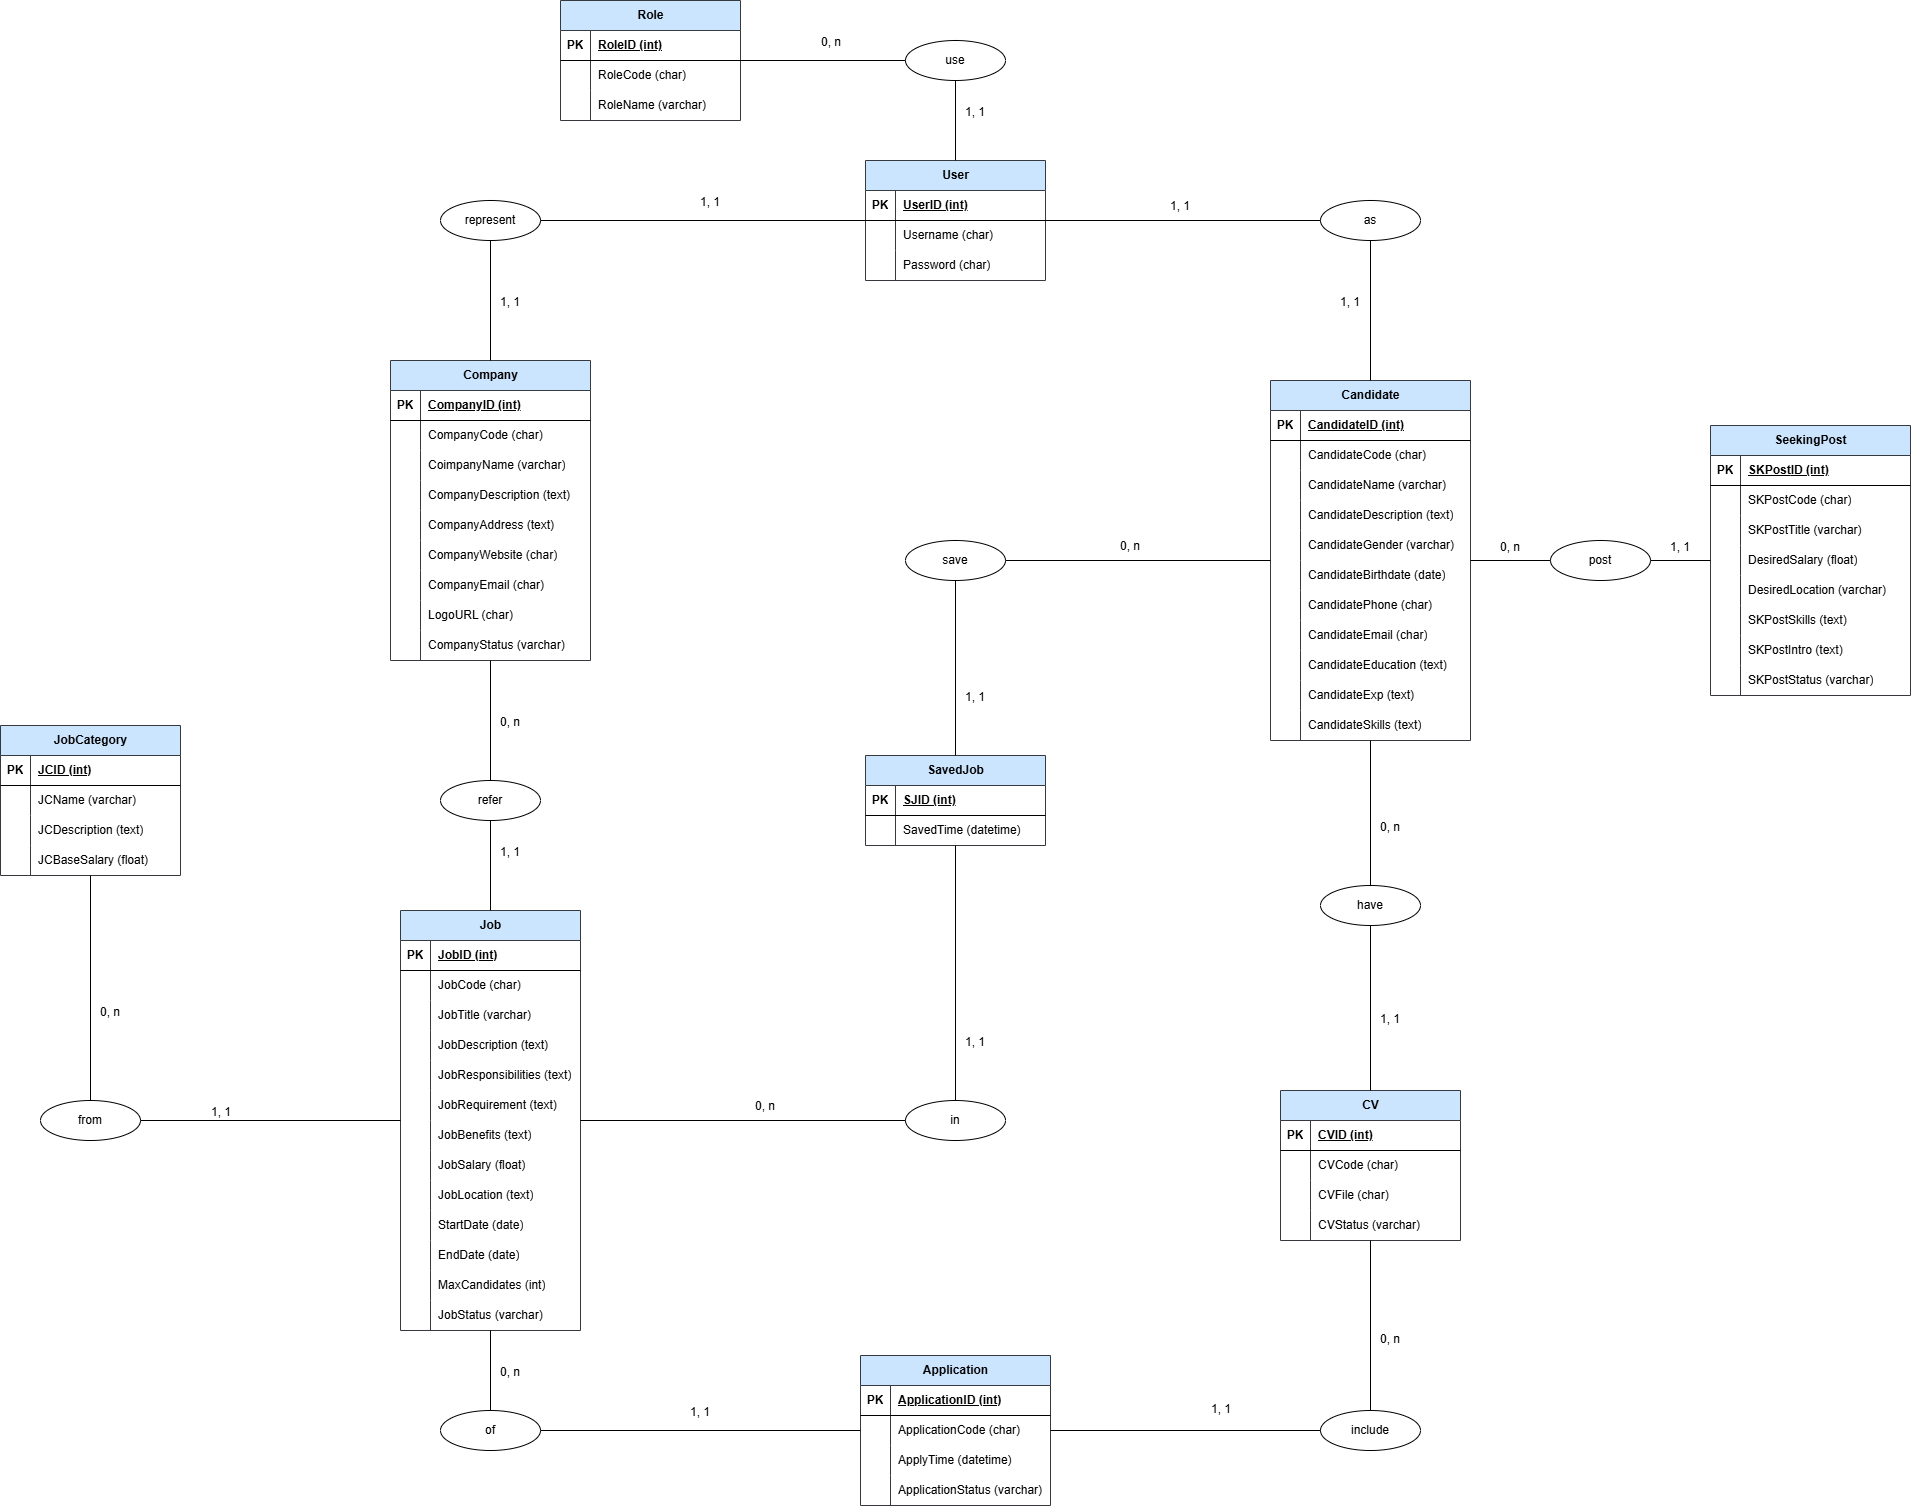 Role
PK RoleID (int)
RoleCode (char)
RoleName (varchar)
0, n
use
1, 1
User
PK UserID (int)
Username (char)
Password (char)
1, 1
represent
1, 1
1, 1
as
1, 1
Company
PK CompanyID (int)
CompanyCode (char)
CoimpanyName (varchar)
CompanyDescription (text)
CompanyAddress (text)
CompanyWebsite (char)
CompanyEmail (char)
LogoURL (char)
CompanyStatus (varchar)
Candidate
PK CandidateID (int)
CandidateCode (char)
CandidateName (varchar)
CandidateDescription (text)
CandidateGender (varchar)
CandidateBirthdate (date)
CandidatePhone (char)
CandidateEmail (char)
CandidateEducation (text)
CandidateExp (text)
CandidateSkills (text)
0, n
post
1, 1
SeekingPost
PK SKPostID (int)
SKPostCode (char)
SKPostTitle (varchar)
DesiredSalary (float)
DesiredLocation (varchar)
SKPostSkills (text)
SKPostIntro (text)
SKPostStatus (varchar)
save
0, n
1, 1
0, n
refer
1, 1
JobCategory
PK JCID (int)
JCName (varchar)
JCDescription (text)
JCBaseSalary (float)
0, n
from
1, 1
SavedJob
PK SJID (int)
SavedTime (datetime)
1, 1
in
0, n
0, n
have
1, 1
Job
PK JobID (int)
JobCode (char)
JobTitle (varchar)
JobDescription (text)
JobResponsibilities (text)
JobRequirement (text)
JobBenefits (text)
JobSalary (float)
JobLocation (text)
StartDate (date)
EndDate (date)
MaxCandidates (int)
JobStatus (varchar)
CV
PK CVID (int)
CVCode (char)
CVFile (char)
CVStatus (varchar)
0, n
of
1, 1
Application
PK ApplicationID (int)
ApplicationCode (char)
ApplyTime (datetime)
ApplicationStatus (varchar)
1, 1
include
0, n